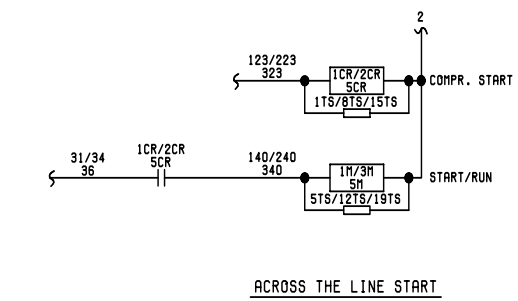 2
123/223
323
1CR/2CR
5CR
COMPR. START
1TS/8TS/15TS
31/34
36
1CR/2CR
5CR
140/240
340
1M/3M
5M
START/RUN
5TS/12TS/19TS
ACROSS THE LINE START